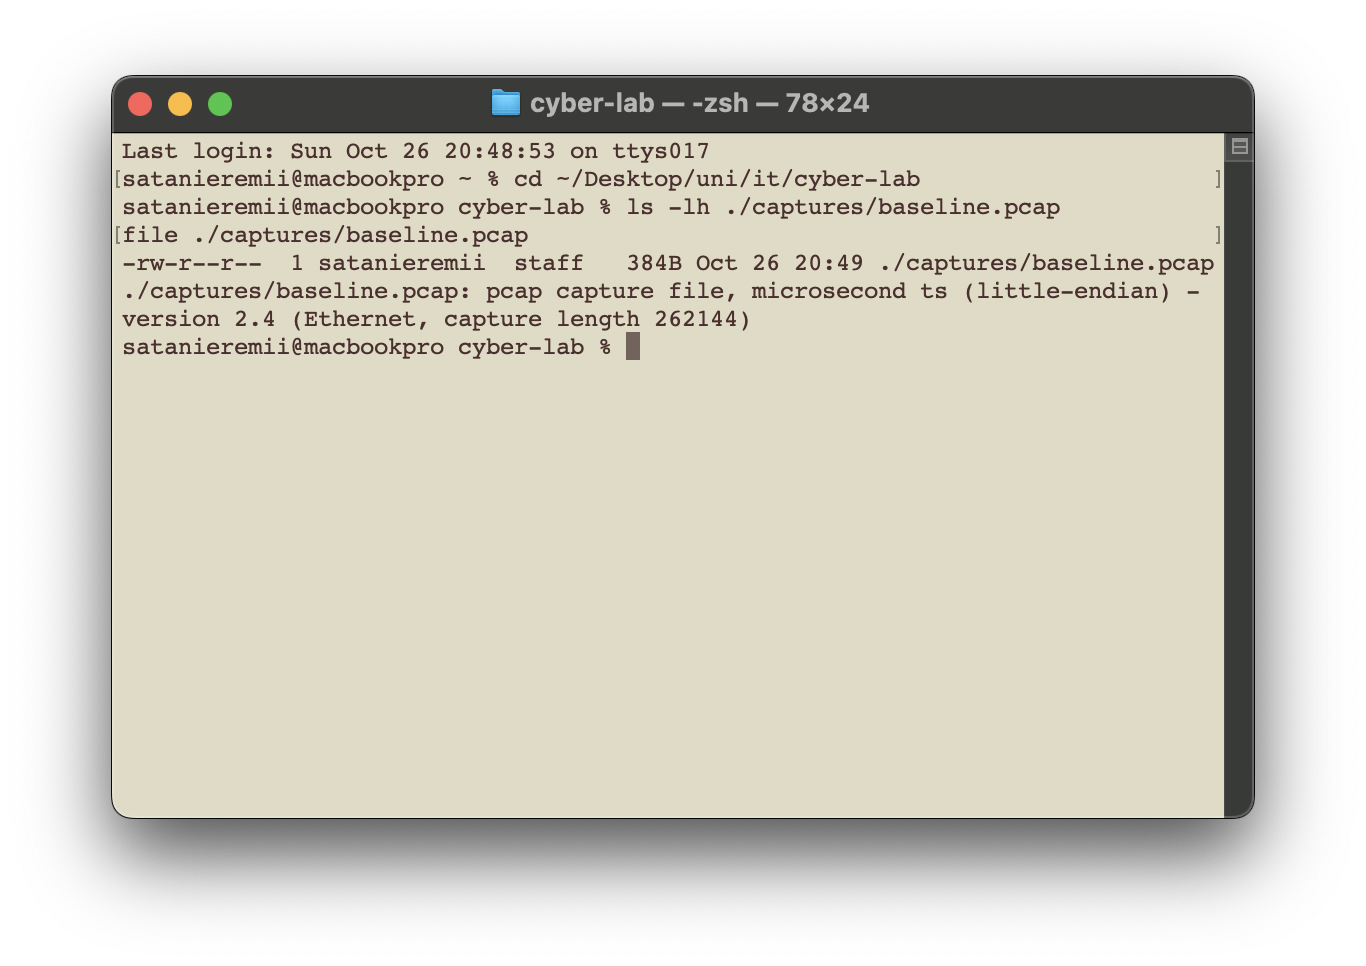 cyber-lab — -zsh — 78×24
Last login: Sun Oct 26 20:48:53 on ttys017
[satanieremii@macbookpro ~ % cd ~/Desktop/uni/it/cyber-lab ]
satanieremii@macbookpro cyber-lab % ls -lh ./captures/baseline.pcap
[file ./captures/baseline.pcap ]
-rw-r--r--  1 satanieremii  staff   384B Oct 26 20:49 ./captures/baseline.pcap
./captures/baseline.pcap: pcap capture file, microsecond ts (little-endian) -
version 2.4 (Ethernet, capture length 262144)
satanieremii@macbookpro cyber-lab %